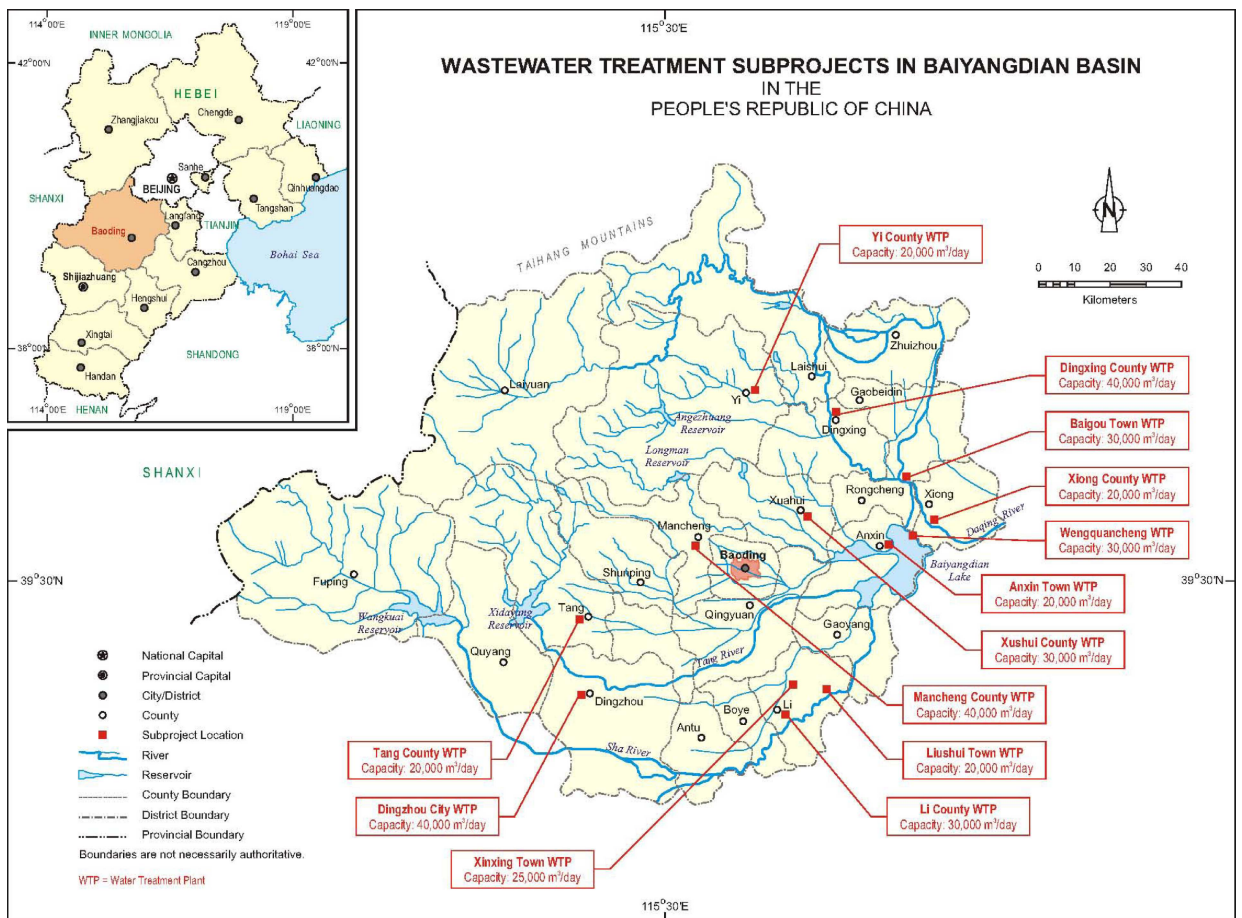 114°00'E
119°00'E
INNER MONGOLIA
42°00'N
42°00'N
HEBEI
Chengde
Zhangjiakou
LIAONING
Sanhe
BEIJING
Qinhuangdao
SHANXI
Tangshan
Langfang
TIANJIN
Baoding
Bohai Sea
Cangzhou
Shijiazhuang
Hengshui
Xingtai
SHANDONG
36°00'N
Handan
114°00'E
HENAN
119°00'E
115°30'E
WASTEWATER TREATMENT SUBPROJECTS IN BAIYANGDIAN BASIN
IN THE
PEOPLE'S REPUBLIC OF CHINA
N
0 10 20 30 40
Kilometers
TAIHANG MOUNTAINS
Yi County WTP
Capacity: 20,000 m³/day
Zhuizhou
Laishui
Laiyuan
Yi
Gaobeidin
Dingxing
Dingxing County WTP
Capacity: 40,000 m³/day
Angezhuang
Reservoir
Baigou Town WTP
Capacity: 30,000 m³/day
Longman
Reservoir
SHANXI
Xiong County WTP
Capacity: 20,000 m³/day
Xuahui
Rongcheng
Xiong
Daqing River
Mancheng
Anxin
Wengquancheng WTP
Capacity: 30,000 m³/day
Baoding
Baiyangdian
Lake
Fuping
Shunping
39°30'N
Anxin Town WTP
Capacity: 20,000 m³/day
Wangkuai
Reservoir
Xidayang
Reservoir
Tang
Qingyuan
Gaoyang
Xushui County WTP
Capacity: 30,000 m³/day
Quyang
Tang River
Mancheng County WTP
Capacity: 40,000 m³/day
Dingzhou
Boye
Li
Antu
Sha River
Liushui Town WTP
Capacity: 20,000 m³/day
Tang County WTP
Capacity: 20,000 m³/day
Dingzhou City WTP
Capacity: 40,000 m³/day
Li County WTP
Capacity: 30,000 m³/day
Xinxing Town WTP
Capacity: 25,000 m³/day
National Capital
Provincial Capital
City/District
County
Subproject Location
River
Reservoir
County Boundary
District Boundary
Provincial Boundary
Boundaries are not necessarily authoritative.
WTP = Water Treatment Plant
115°30'E